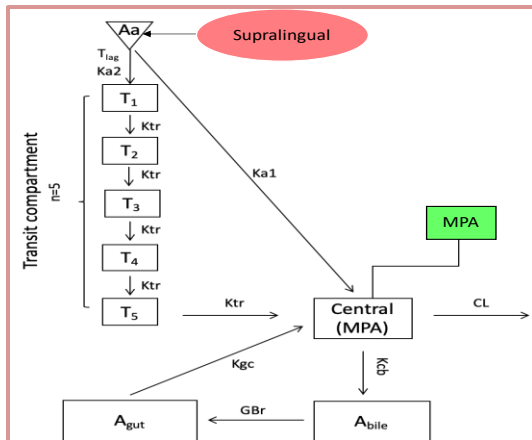 Aa
Supralingual
Tlag
Ka2
T1
Ktr
T2
Ktr
T3
Ktr
T4
Ktr
T5
Transit compartment
n=5
Ka1
MPA
Ktr
Central
(MPA)
CL
Kcb
Kgc
Agut
GBr
Abile